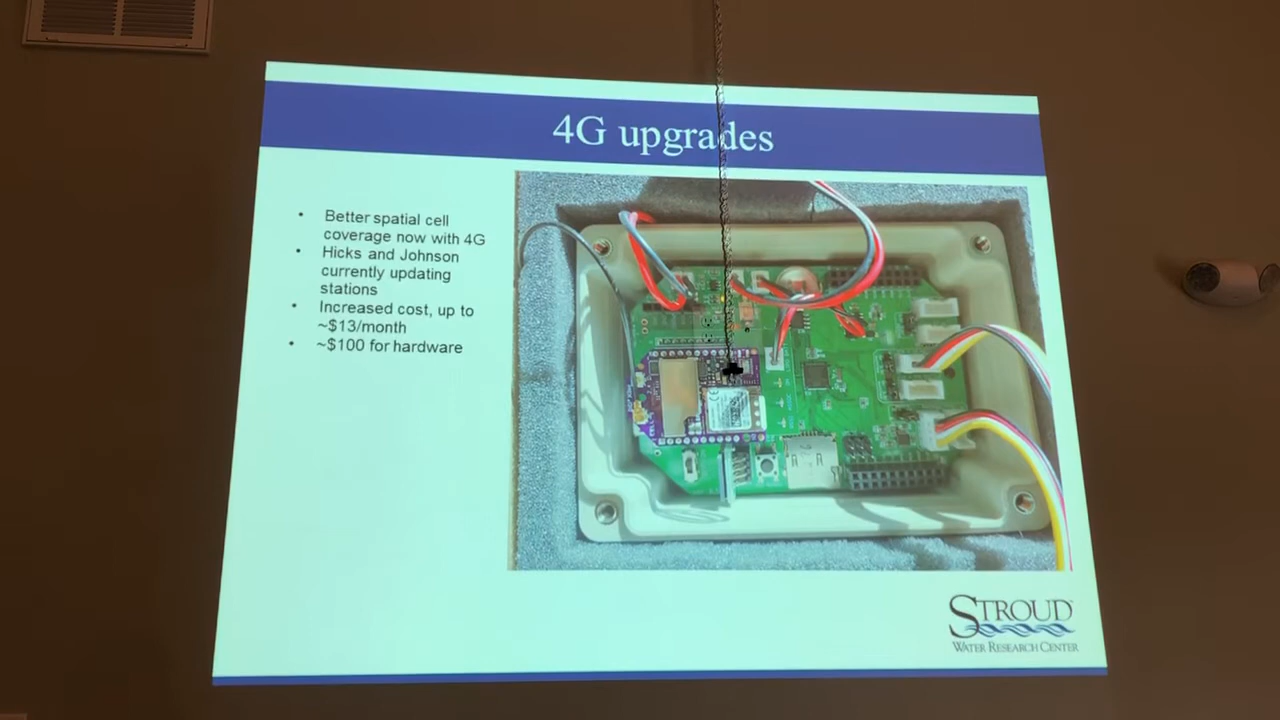 4G upgrades
• Better spatial cell
coverage now with 4G
• Hicks and Johnson
currently updating
stations
• Increased cost, up to
~$13/month
• ~$100 for hardware
STROUD
WATER RESEARCH CENTER